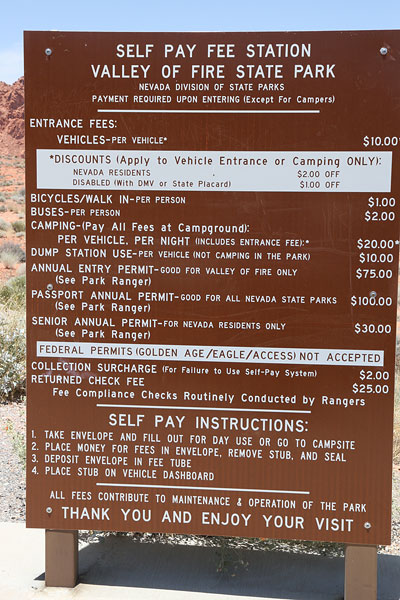 SELF PAY FEE STATION
VALLEY OF FIRE STATE PARK
NEVADA DIVISION OF STATE PARKS
PAYMENT REQUIRED UPON ENTERING (Except For Campers)
ENTRANCE FEES:
VEHICLES-PER VEHICLE* $10.00*
*DISCOUNTS (Apply to Vehicle Entrance or Camping ONLY):
NEVADA RESIDENTS $2.00 OFF
DISABLED (With DMV or State Placard) $1.00 OFF
BICYCLES/WALK IN-PER PERSON $1.00
BUSES-PER PERSON $2.00
CAMPING-(Pay All Fees at Campground):
PER VEHICLE, PER NIGHT (INCLUDES ENTRANCE FEE):* $20.00*
DUMP STATION USE-PER VEHICLE (NOT CAMPING IN THE PARK) $10.00
ANNUAL ENTRY PERMIT-GOOD FOR VALLEY OF FIRE ONLY $75.00
(See Park Ranger)
PASSPORT ANNUAL PERMIT-GOOD FOR ALL NEVADA STATE PARKS $100.00
(See Park Ranger)
SENIOR ANNUAL PERMIT-FOR NEVADA RESIDENTS ONLY $30.00
(See Park Ranger)
FEDERAL PERMITS (GOLDEN AGE/EAGLE/ACCESS) NOT ACCEPTED
COLLECTION SURCHARGE (For Failure to Use Self-Pay System) $2.00
RETURNED CHECK FEE $25.00
Fee Compliance Checks Routinely Conducted by Rangers
SELF PAY INSTRUCTIONS:
1. TAKE ENVELOPE AND FILL OUT FOR DAY USE OR GO TO CAMPSITE
2. PLACE MONEY FOR FEES IN ENVELOPE, REMOVE STUB, AND SEAL
3. DEPOSIT ENVELOPE IN FEE TUBE
4. PLACE STUB ON VEHICLE DASHBOARD
ALL FEES CONTRIBUTE TO MAINTENANCE & OPERATION OF THE PARK
THANK YOU AND ENJOY YOUR VISIT